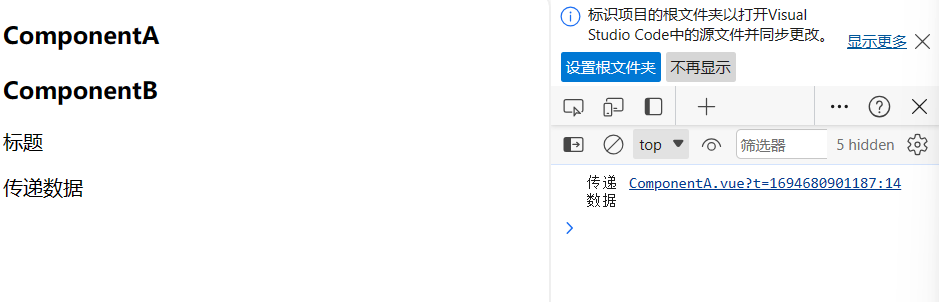 ComponentA
ComponentB
标题
传递数据
标识项目的根文件夹以打开Visual
Studio Code中的源文件并同步更改。
显示更多
设置根文件夹 不再显示
top 筛选器 5 hidden
传递 ComponentA.vue?t=1694680901187:14
数据